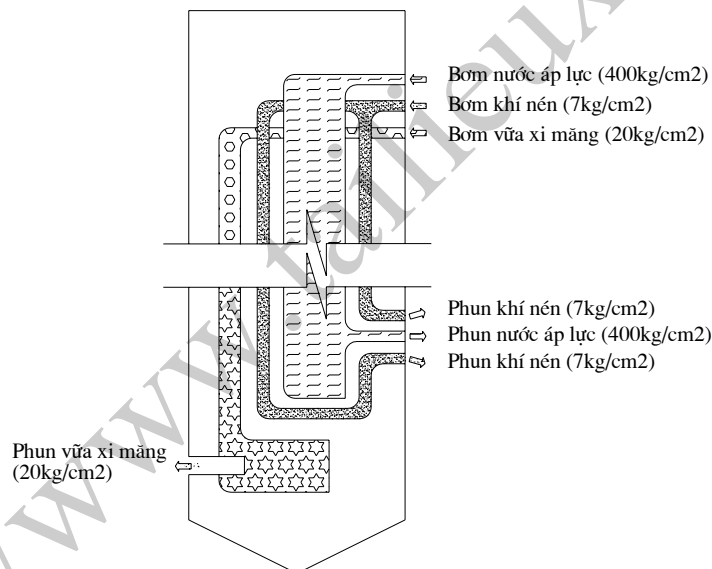 Bơm nước áp lực (400kg/cm2)
Bơm khí nén (7kg/cm2)
Bơm vữa xi măng (20kg/cm2)
Phun khí nén (7kg/cm2)
Phun nước áp lực (400kg/cm2)
Phun khí nén (7kg/cm2)
Phun vữa xi măng
(20kg/cm2)
www.tailieux